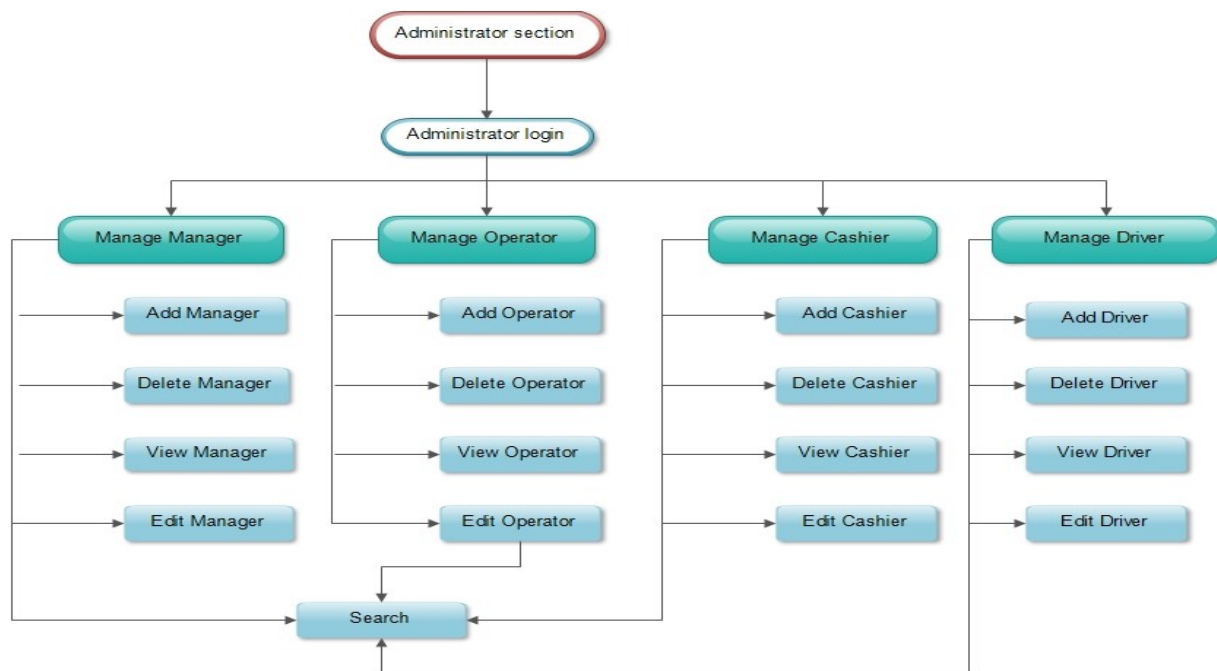 Administrator section
Administrator login
Manage Manager
Manage Operator
Manage Cashier
Manage Driver
Add Manager
Add Operator
Add Cashier
Add Driver
Delete Manager
Delete Operator
Delete Cashier
Delete Driver
View Manager
View Operator
View Cashier
View Driver
Edit Manager
Edit Operator
Edit Cashier
Edit Driver
Search